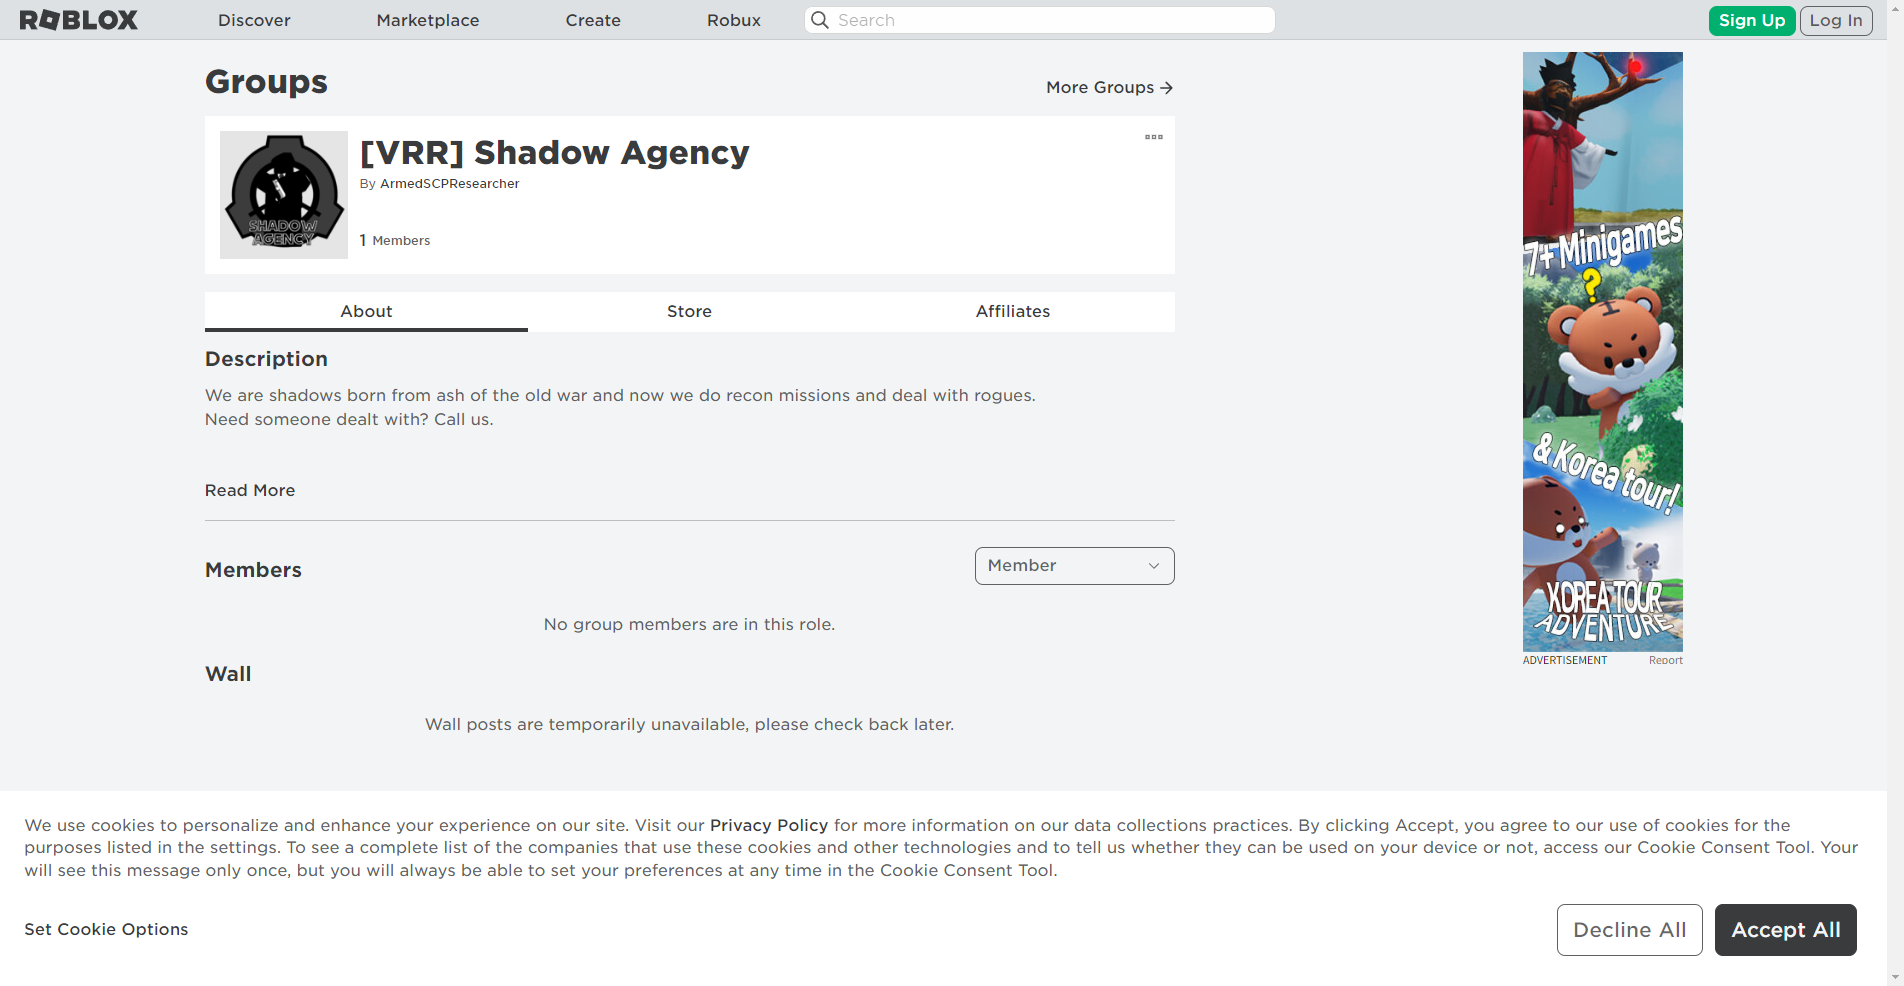 ROBLOX
Discover
Marketplace
Create
Robux
Search
Sign Up
Log In
Groups
More Groups →
SHADOW
AGENCY
[VRR] Shadow Agency
By ArmedSCPResearcher
1 Members
About
Store
Affiliates
Description
We are shadows born from ash of the old war and now we do recon missions and deal with rogues.
Need someone dealt with? Call us.
Read More
Members
Member
No group members are in this role.
Wall
Wall posts are temporarily unavailable, please check back later.
7+ Minigames
?
& Korea tour!
KOREA TOUR
ADVENTURE
ADVERTISEMENT
Report
We use cookies to personalize and enhance your experience on our site. Visit our Privacy Policy for more information on our data collections practices. By clicking Accept, you agree to our use of cookies for the
purposes listed in the settings. To see a complete list of the companies that use these cookies and other technologies and to tell us whether they can be used on your device or not, access our Cookie Consent Tool. Your
will see this message only once, but you will always be able to set your preferences at any time in the Cookie Consent Tool.
Set Cookie Options
Decline All
Accept All